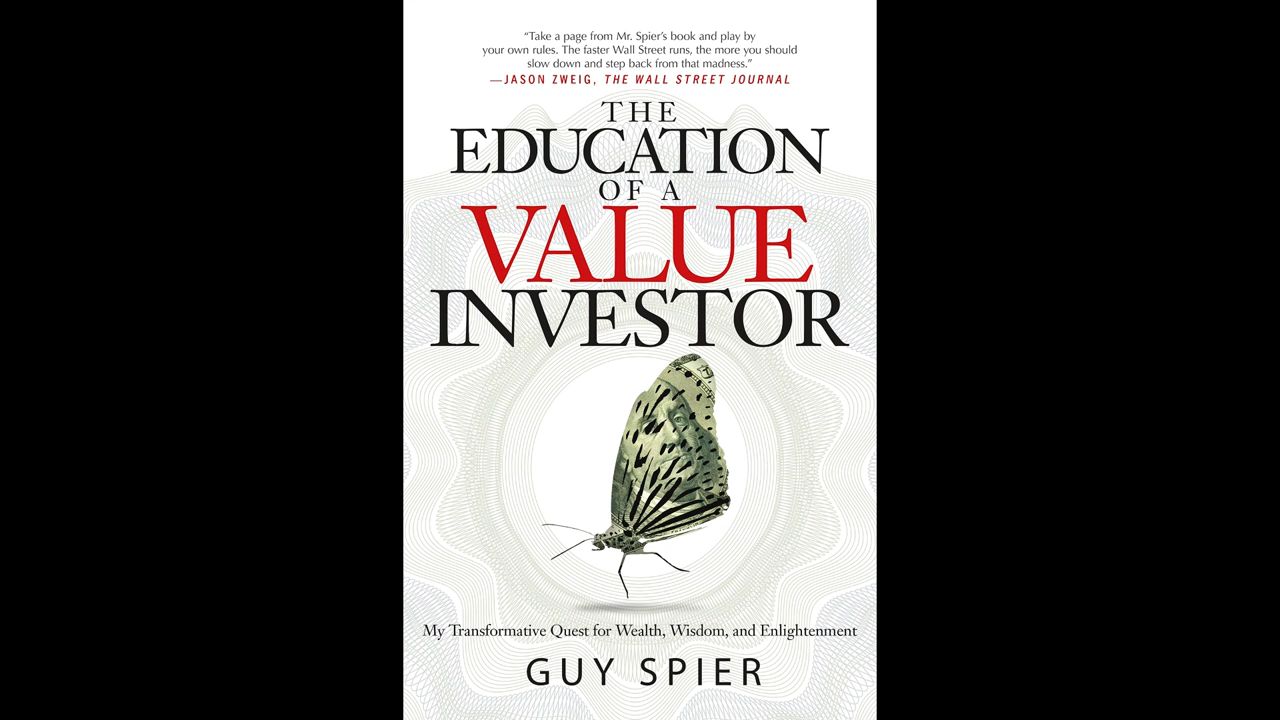 “Take a page from Mr. Spier’s book and play by
your own rules. The faster Wall Street runs, the more you should
slow down and step back from that madness.”
—JASON ZWEIG, THE WALL STREET JOURNAL
THE
EDUCATION
OF A
VALUE
INVESTOR
My Transformative Quest for Wealth, Wisdom, and Enlightenment
GUY SPIER